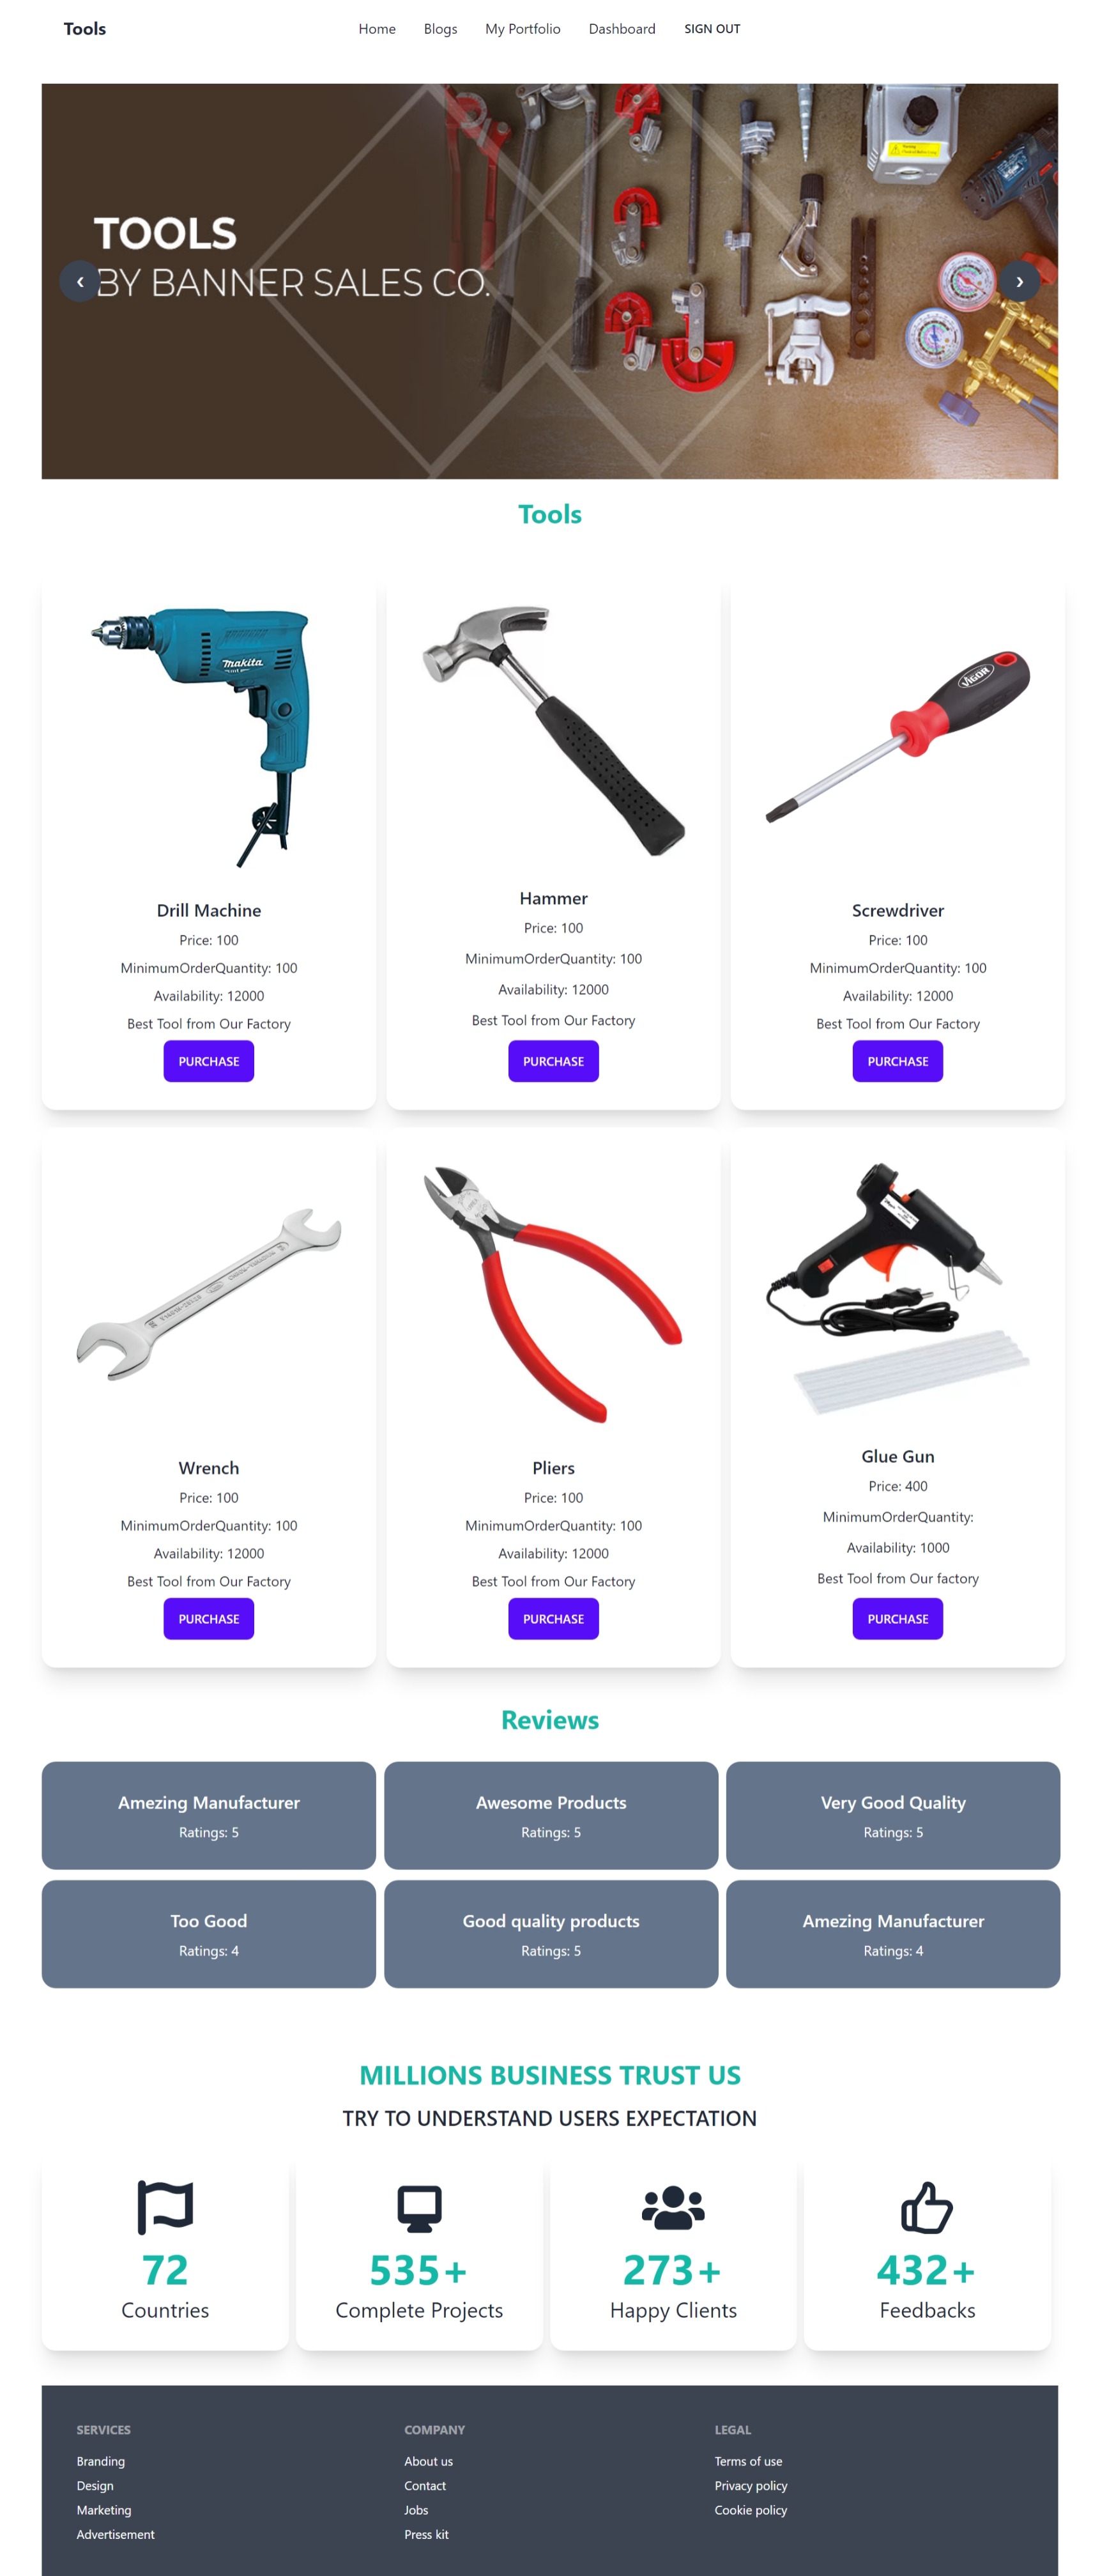 Tools
Home Blogs My Portfolio Dashboard SIGN OUT
TOOLS
BY BANNER SALES CO.
Tools
makita
VIGOR
Drill Machine
Price: 100
MinimumOrderQuantity: 100
Availability: 12000
Best Tool from Our Factory
PURCHASE
Hammer
Price: 100
MinimumOrderQuantity: 100
Availability: 12000
Best Tool from Our Factory
PURCHASE
Screwdriver
Price: 100
MinimumOrderQuantity: 100
Availability: 12000
Best Tool from Our Factory
PURCHASE
Wrench
Price: 100
MinimumOrderQuantity: 100
Availability: 12000
Best Tool from Our Factory
PURCHASE
Pliers
Price: 100
MinimumOrderQuantity: 100
Availability: 12000
Best Tool from Our Factory
PURCHASE
Glue Gun
Price: 400
MinimumOrderQuantity:
Availability: 1000
Best Tool from Our factory
PURCHASE
Reviews
Amezing Manufacturer
Ratings: 5
Awesome Products
Ratings: 5
Very Good Quality
Ratings: 5
Too Good
Ratings: 4
Good quality products
Ratings: 5
Amezing Manufacturer
Ratings: 4
MILLIONS BUSINESS TRUST US
TRY TO UNDERSTAND USERS EXPECTATION
72
Countries
535+
Complete Projects
273+
Happy Clients
432+
Feedbacks
SERVICES
Branding
Design
Marketing
Advertisement
COMPANY
About us
Contact
Jobs
Press kit
LEGAL
Terms of use
Privacy policy
Cookie policy